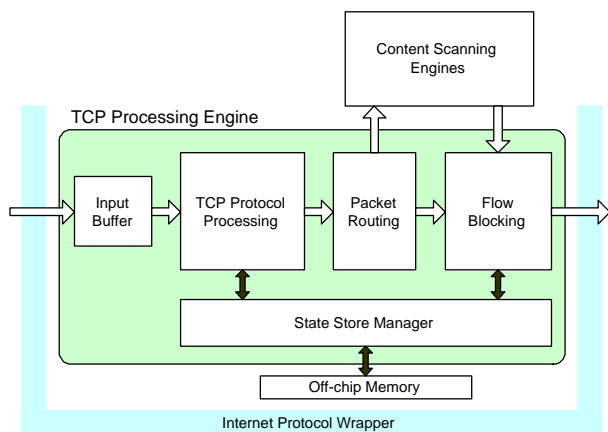 Content Scanning
Engines
TCP Processing Engine
Input
Buffer
TCP Protocol
Processing
Packet
Routing
Flow
Blocking
State Store Manager
Off-chip Memory
Internet Protocol Wrapper